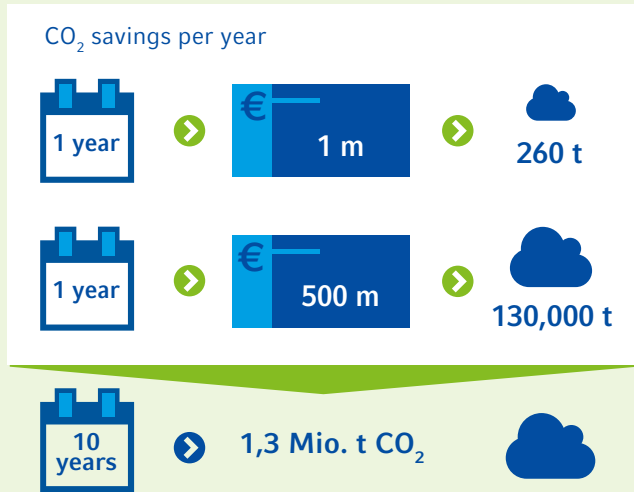 CO₂ savings per year
1 year
€
1 m
260 t
1 year
€
500 m
130,000 t
10
years
1,3 Mio. t CO₂